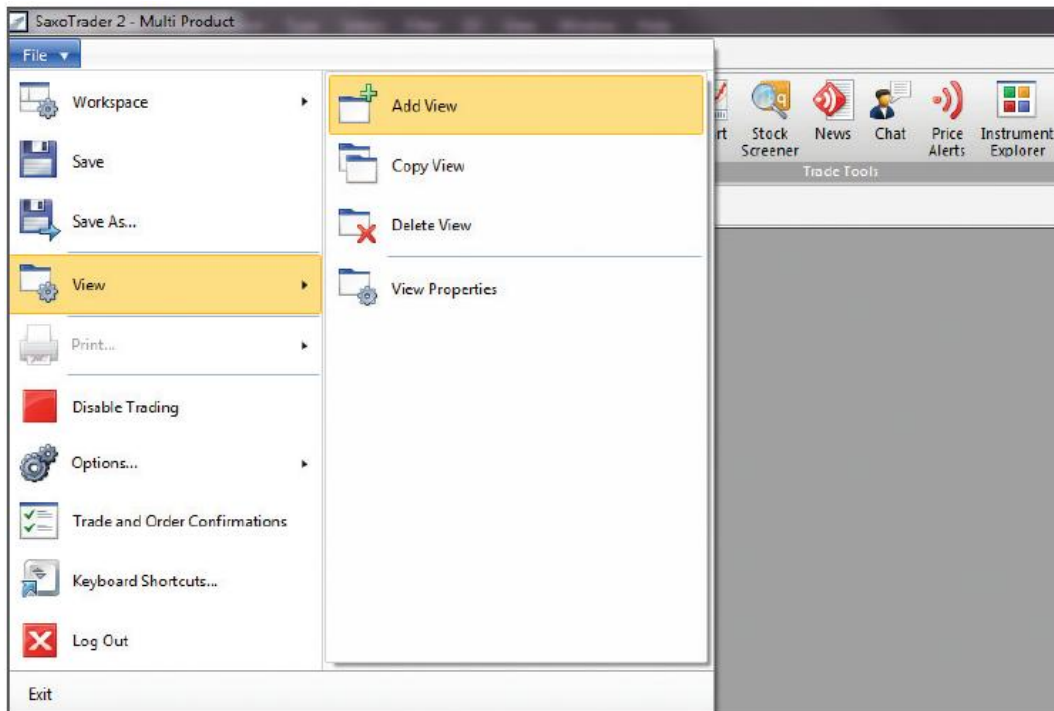 SaxoTrader 2 - Multi Product
File
Workspace
Save
Save As...
View
Print...
Disable Trading
Options...
Trade and Order Confirmations
Keyboard Shortcuts...
Log Out
Exit
Add View
Copy View
Delete View
View Properties
rt
Stock
Screener
News
Chat
Price
Alerts
Instrument
Explorer
Trade Tools